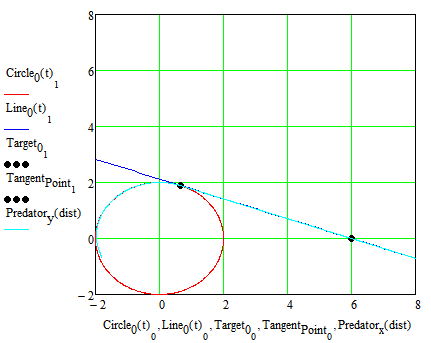 8
6
4
2
0
−2
−2 0 2 4 6 8
Circle0(t)1
Line0(t)1
Target01
TangentPoint1
Predatory(dist)
Circle0(t)0 , Line0(t)0 , Target00 , TangentPoint0 , Predatorx(dist)